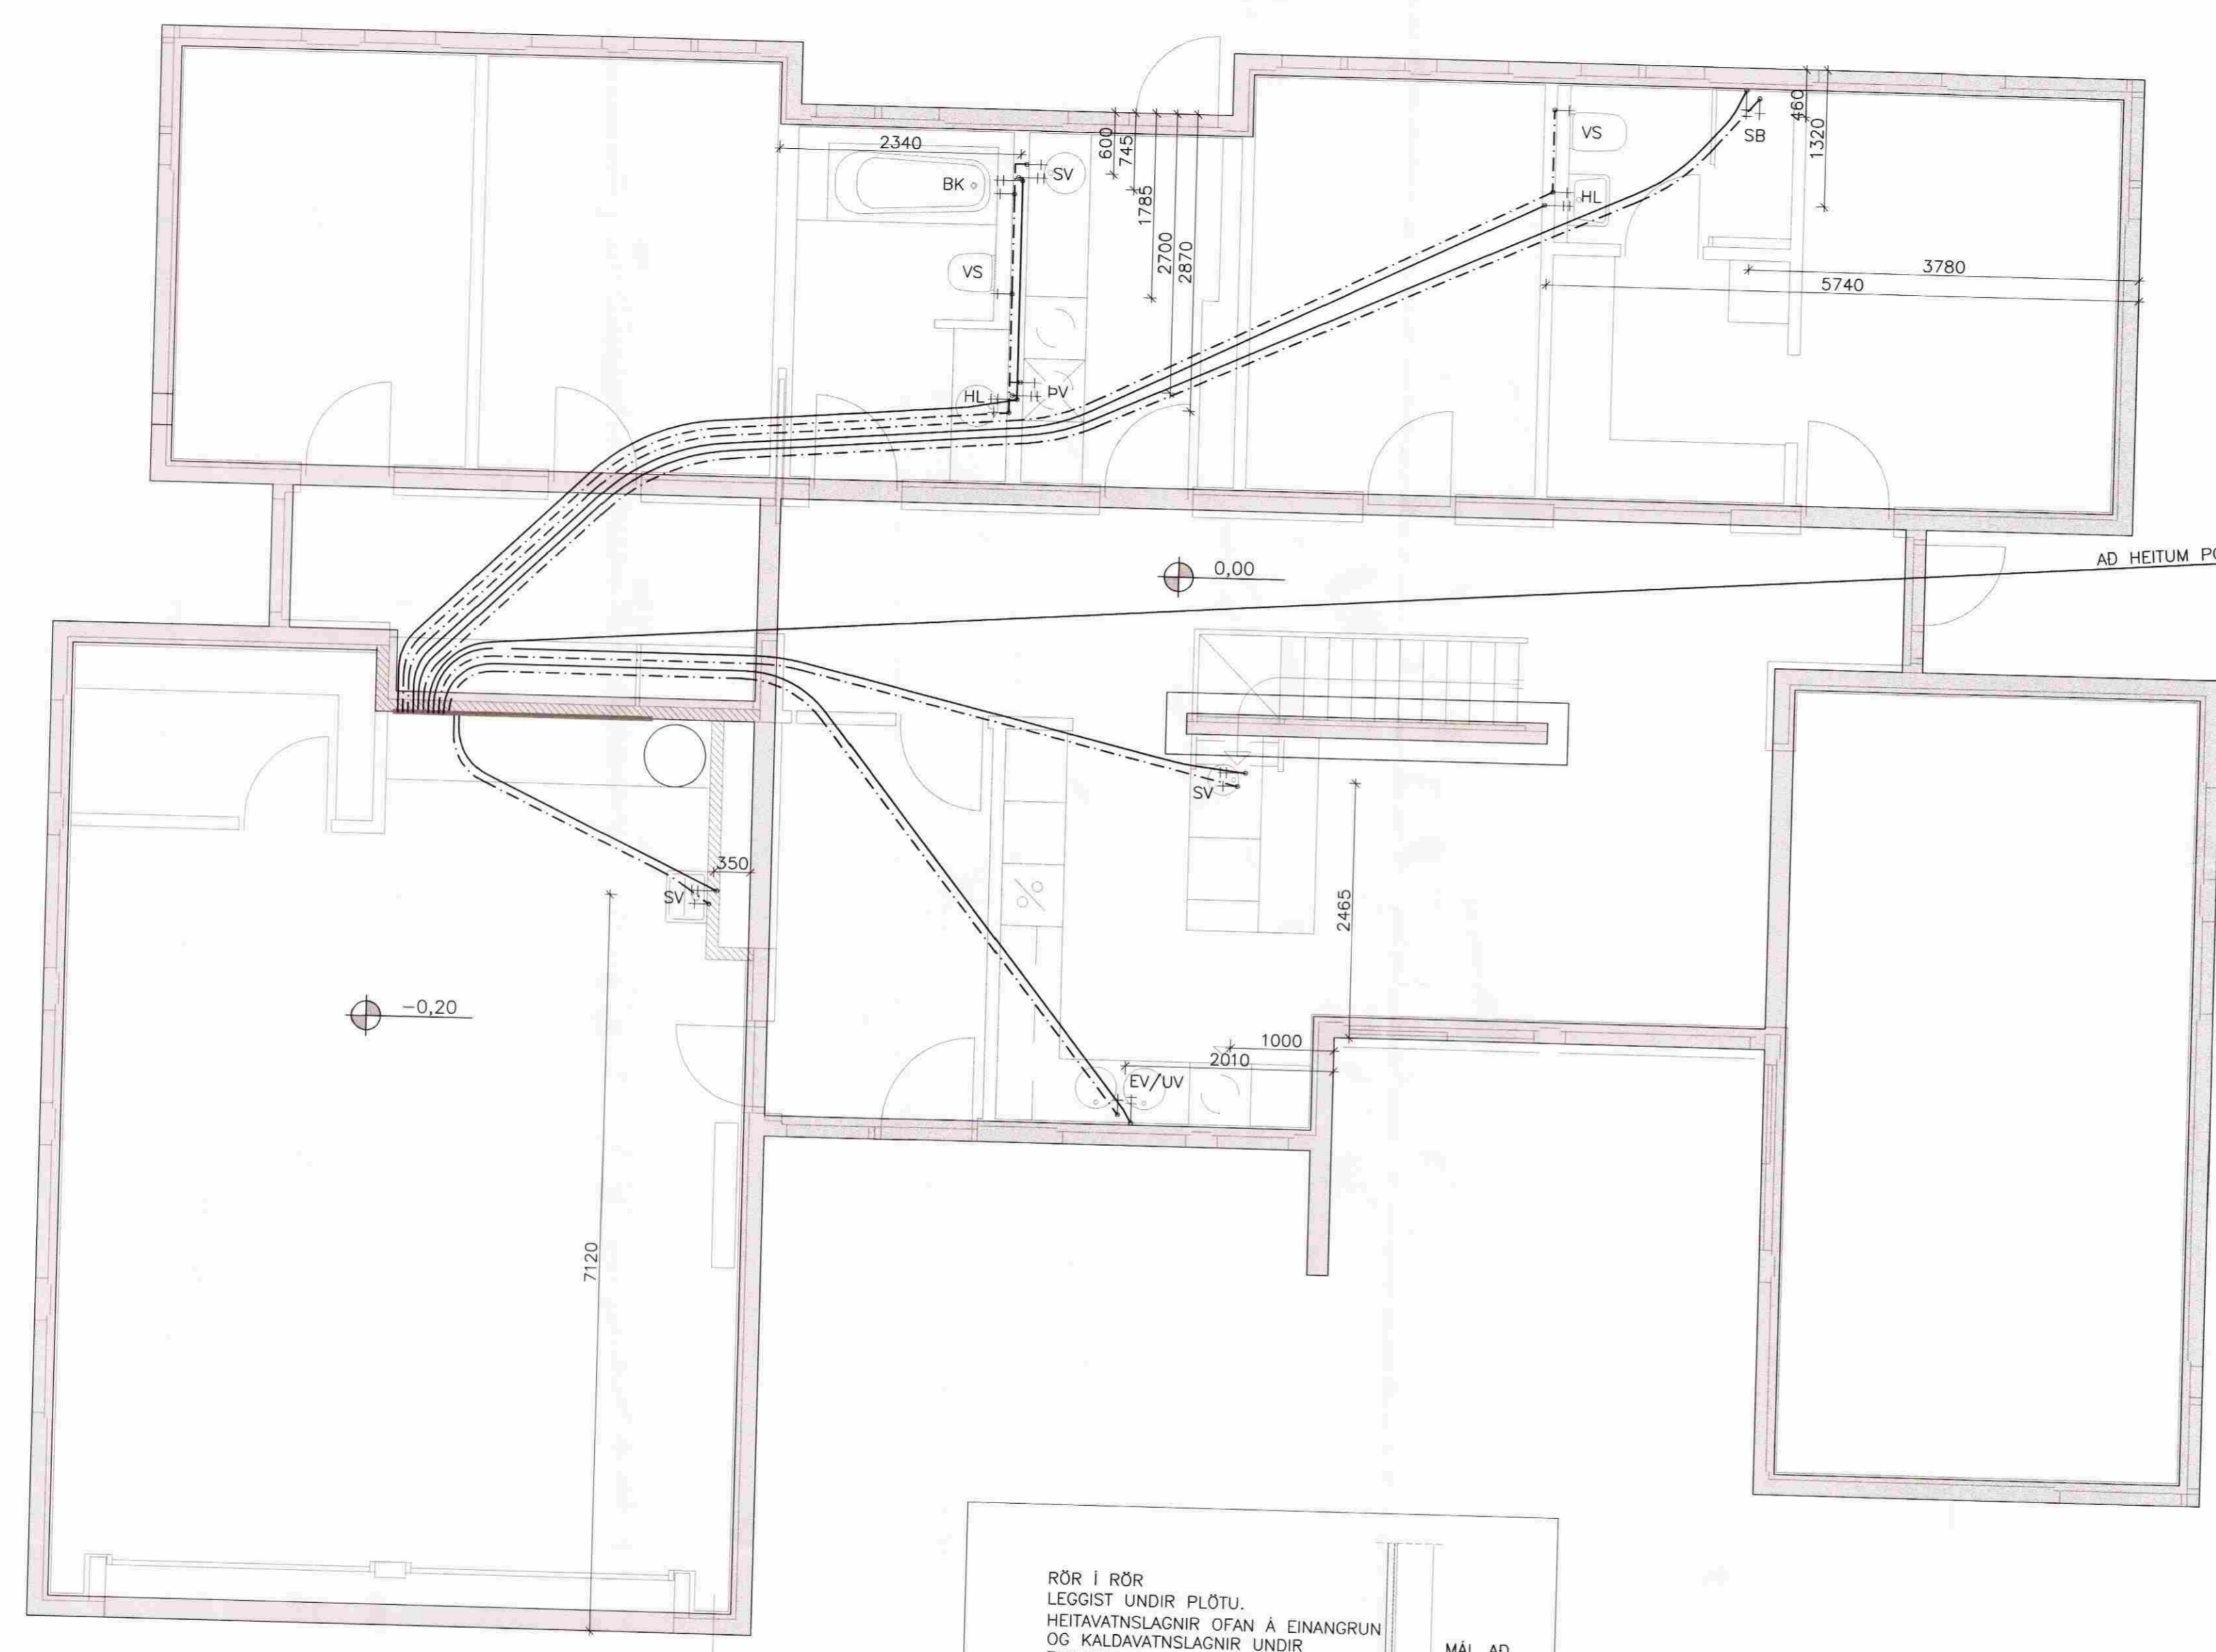 2340
600
745
1785
2700
2870
460
1320
VS
SB
HL
BK
SV
VS
HL
ÞV
3780
5740
0,00
AÐ HEITUM
SV
350
SV
2465
-0,20
1000
2010
EV/UV
7120
RÖR Í RÖR
LEGGIST UNDIR PLÖTU.
HEITAVATNSLAGNIR OFAN Á EINANGRUN
OG KALDAVATNSLAGNIR UNDIR
MÁL AÐ